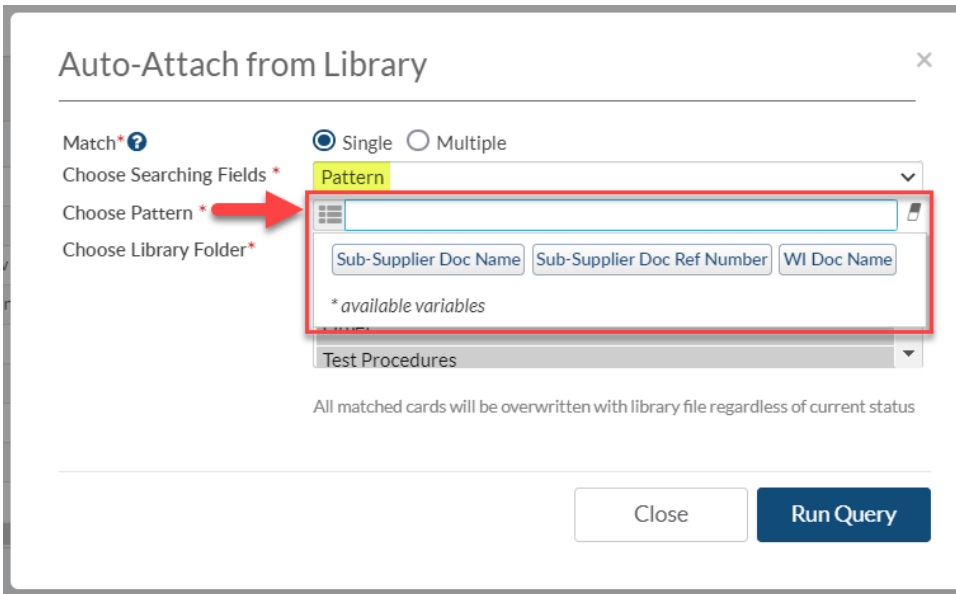 Auto-Attach from Library
×
Match*?
Single Multiple
Choose Searching Fields *
Pattern
Choose Pattern *
Choose Library Folder*
Sub-Supplier Doc Name Sub-Supplier Doc Ref Number WI Doc Name
* available variables
Test Procedures
All matched cards will be overwritten with library file regardless of current status
Close Run Query